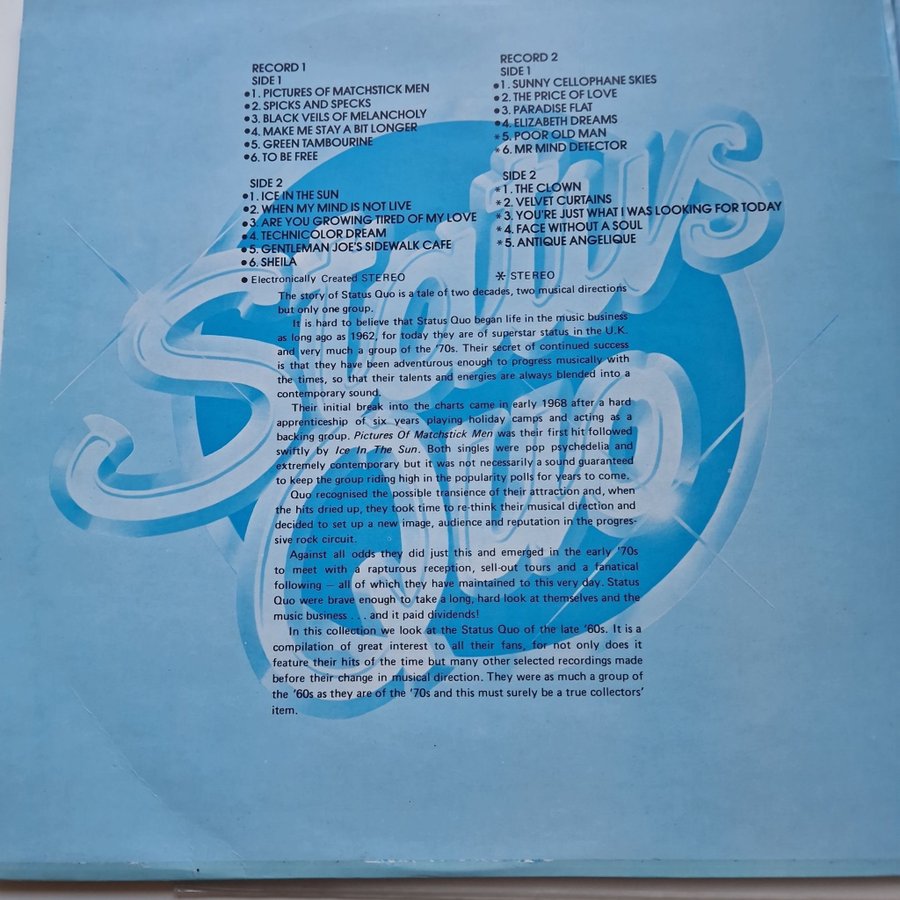 RECORD 1
SIDE 1
●1. PICTURES OF MATCHSTICK MEN
●2. SPICKS AND SPECKS
●3. BLACK VEILS OF MELANCHOLY
●4. MAKE ME STAY A BIT LONGER
●5. GREEN TAMBOURINE
●6. TO BE FREE
SIDE 2
●1. ICE IN THE SUN
●2. WHEN MY MIND IS NOT LIVE
●3. ARE YOU GROWING TIRED OF MY LOVE
●4. TECHNICOLOR DREAM
●5. GENTLEMAN JOE'S SIDEWALK CAFE
●6. SHEILA
● Electronically Created STEREO
RECORD 2
SIDE 1
●1. SUNNY CELLOPHANE SKIES
●2. THE PRICE OF LOVE
●3. PARADISE FLAT
●4. ELIZABETH DREAMS
*5. POOR OLD MAN
*6. MR MIND DETECTOR
SIDE 2
*1. THE CLOWN
*2. VELVET CURTAINS
*3. YOU'RE JUST WHAT I WAS LOOKING FOR TODAY
*4. FACE WITHOUT A SOUL
*5. ANTIQUE ANGELIQUE
* STEREO
Status
Quo
The story of Status Quo is a tale of two decades, two musical directions
but only one group.
It is hard to believe that Status Quo began life in the music business
as long ago as 1962, for today they are of superstar status in the U.K.
and very much a group of the '70s. Their secret of continued success
is that they have been adventurous enough to progress musically with
the times, so that their talents and energies are always blended into a
contemporary sound.
Their initial break into the charts came in early 1968 after a hard
apprenticeship of six years playing holiday camps and acting as a
backing group. Pictures Of Matchstick Men was their first hit followed
swiftly by Ice In The Sun. Both singles were pop psychedelia and
extremely contemporary but it was not necessarily a sound guaranteed
to keep the group riding high in the popularity polls for years to come.
Quo recognised the possible transience of their attraction and, when
the hits dried up, they took time to re-think their musical direction and
decided to set up a new image, audience and reputation in the progres-
sive rock circuit.
Against all odds they did just this and emerged in the early '70s
to meet with a rapturous reception, sell-out tours and a fanatical
following – all of which they have maintained to this very day. Status
Quo were brave enough to take a long, hard look at themselves and the
music business . . . and it paid dividends!
In this collection we look at the Status Quo of the late '60s. It is a
compilation of great interest to all their fans, for not only does it
feature their hits of the time but many other selected recordings made
before their change in musical direction. They were as much a group of
the '60s as they are of the '70s and this must surely be a true collectors'
item.